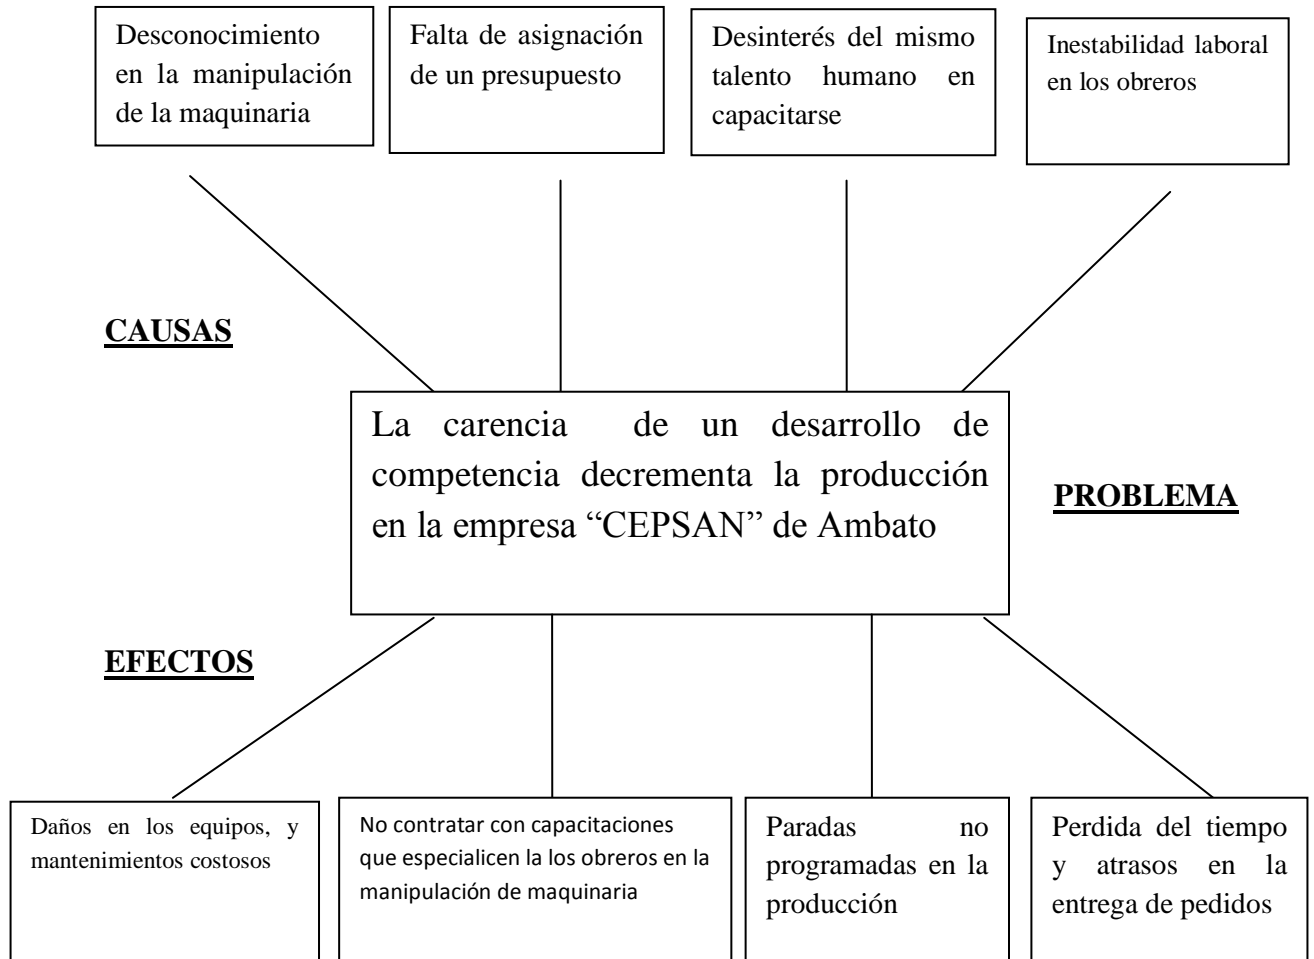 Desconocimiento
en la manipulación
de la maquinaria
Falta de asignación
de un presupuesto
Desinterés del mismo
talento humano en
capacitarse
Inestabilidad laboral
en los obreros
CAUSAS
La carencia de un desarrollo de
competencia decrementa la producción
en la empresa “CEPSAN” de Ambato
PROBLEMA
EFECTOS
Daños en los equipos, y
mantenimientos costosos
No contratar con capacitaciones
que especialicen la los obreros en la
manipulación de maquinaria
Paradas no
programadas en la
producción
Perdida del tiempo
y atrasos en la
entrega de pedidos